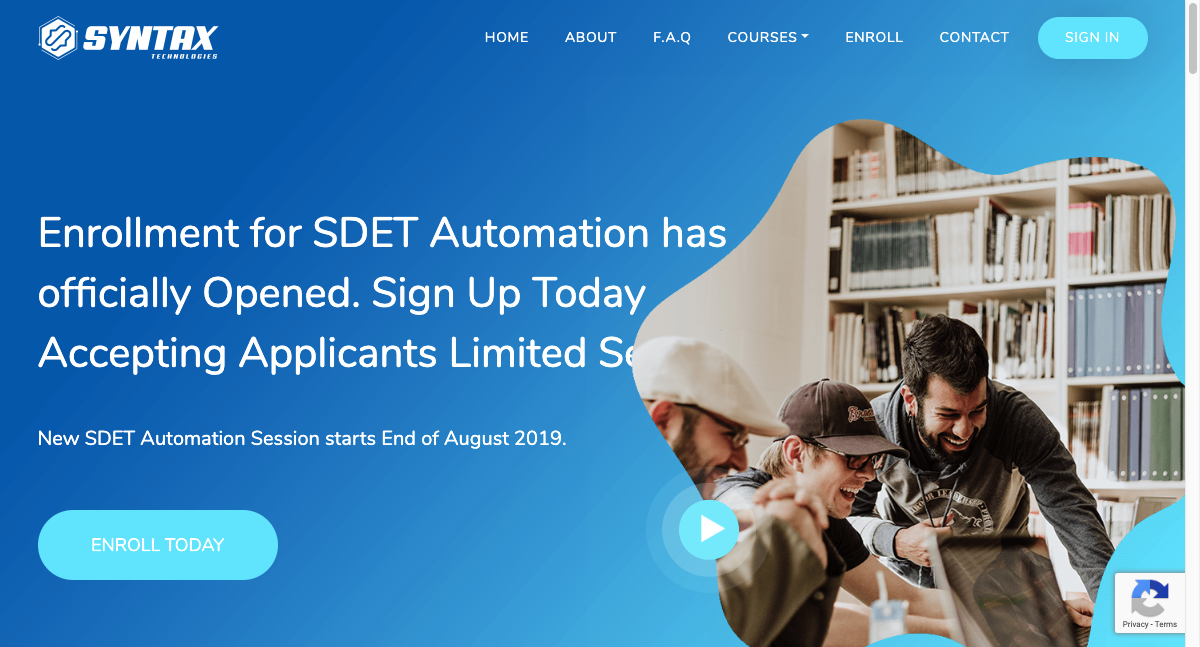 SYNTAX
TECHNOLOGIES
HOME ABOUT F.A.Q COURSES ENROLL CONTACT SIGN IN
Enrollment for SDET Automation has
officially Opened. Sign Up Today
Accepting Applicants Limited Se
New SDET Automation Session starts End of August 2019.
ENROLL TODAY
Privacy - Terms